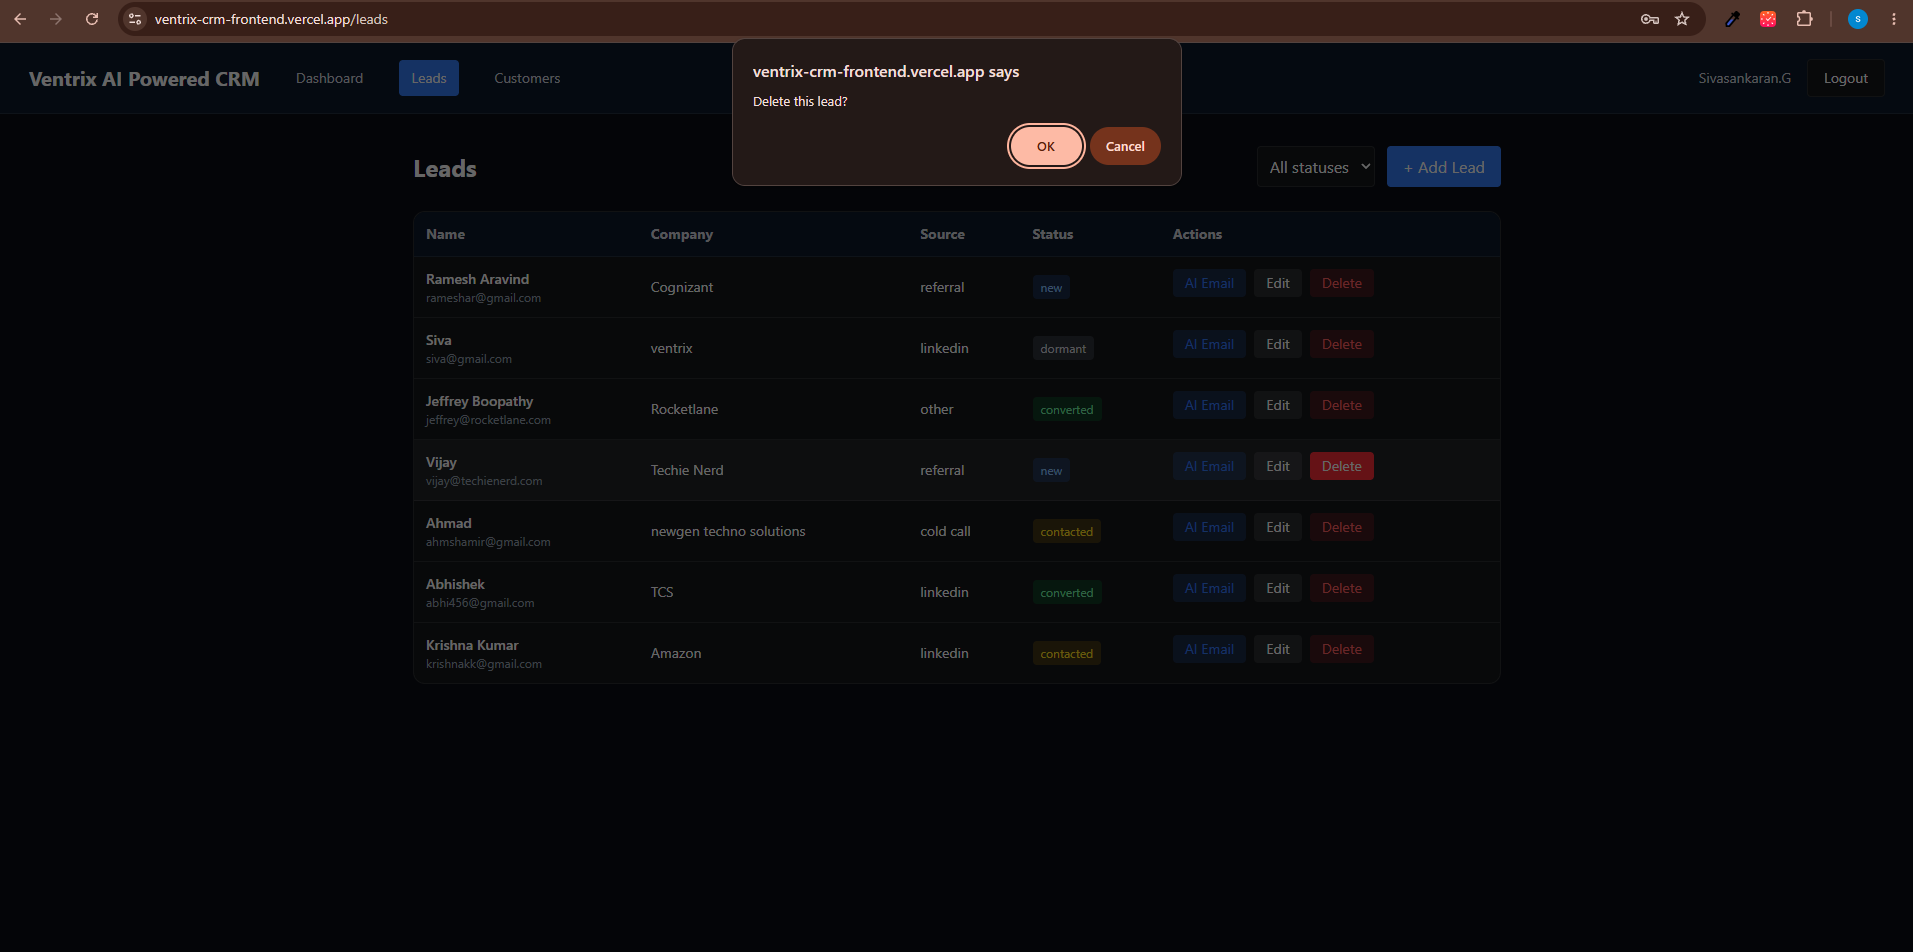 ventrix-crm-frontend.vercel.app/leads
S
ventrix-crm-frontend.vercel.app says
Delete this lead?
OK Cancel
Ventrix AI Powered CRM Dashboard Leads Customers Sivasankaran.G Logout
Leads All statuses + Add Lead
Name Company Source Status Actions
Ramesh Aravind
rameshar@gmail.com
Cognizant referral new AI Email Edit Delete
Siva
siva@gmail.com
ventrix linkedin dormant AI Email Edit Delete
Jeffrey Boopathy
jeffrey@rocketlane.com
Rocketlane other converted AI Email Edit Delete
Vijay
vijay@techienerd.com
Techie Nerd referral new AI Email Edit Delete
Ahmad
ahmshamir@gmail.com
newgen techno solutions cold call contacted AI Email Edit Delete
Abhishek
abhi456@gmail.com
TCS linkedin converted AI Email Edit Delete
Krishna Kumar
krishnakk@gmail.com
Amazon linkedin contacted AI Email Edit Delete